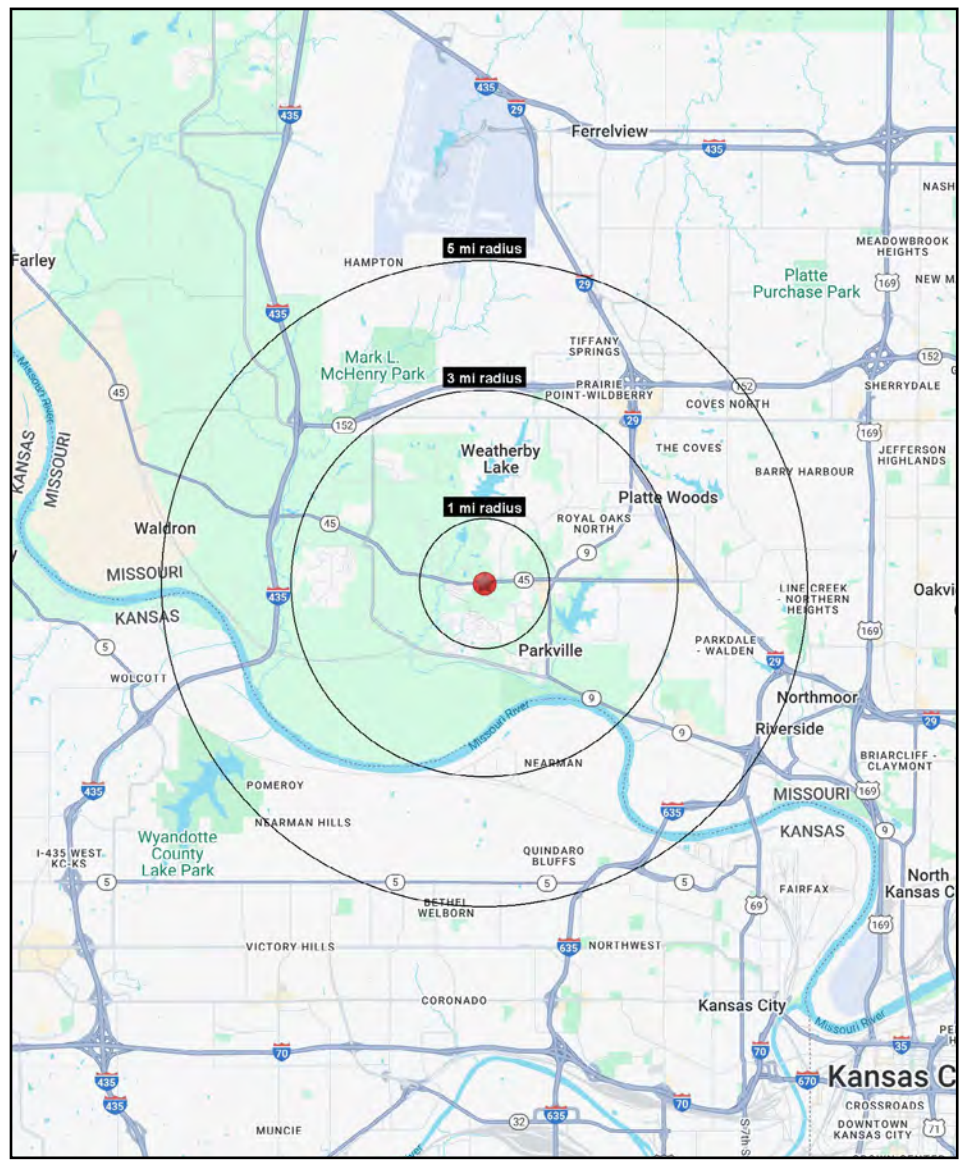 435
435
29
Ferrelview
435
NASH
MEADOWBROOK
HEIGHTS
5 mi radius
Farley
HAMPTON
Platte
Purchase Park
169
NEW M
29
435
TIFFANY
SPRINGS
Mark L.
McHenry Park
152
3 mi radius
PRAIRIE
POINT-WILDBERRY
152
SHERRYDALE
45
Missouri River
COVES NORTH
152
29
169
KANSAS
MISSOURI
Weatherby
Lake
THE COVES
JEFFERSON
HIGHLANDS
BARRY HARBOUR
Platte Woods
1 mi radius
Waldron
45
ROYAL OAKS
NORTH
9
MISSOURI
KANSAS
435
45
LINE CREEK
- NORTHERN
HEIGHTS
Oakvi
5
169
Parkville
PARKDALE
- WALDEN
29
WOLCOTT
9
Northmoor
29
Missouri River
9
Riverside
NEARMAN
BRIARCLIFF -
CLAYMONT
435
POMEROY
MISSOURI
169
635
NEARMAN HILLS
KANSAS
9
Wyandotte
County
Lake Park
I-435 WEST
KC-KS
QUINDARO
BLUFFS
5
5
5
5
FAIRFAX
North
Kansas C
BETHEL
WELBORN
69
169
VICTORY HILLS
635
NORTHWEST
CORONADO
Kansas City
Missouri River
70
70
35
435
670
Kansas C
435
70
635
32
CROSSROADS
MUNCIE
S 7th S
DOWNTOWN
KANSAS CITY
71